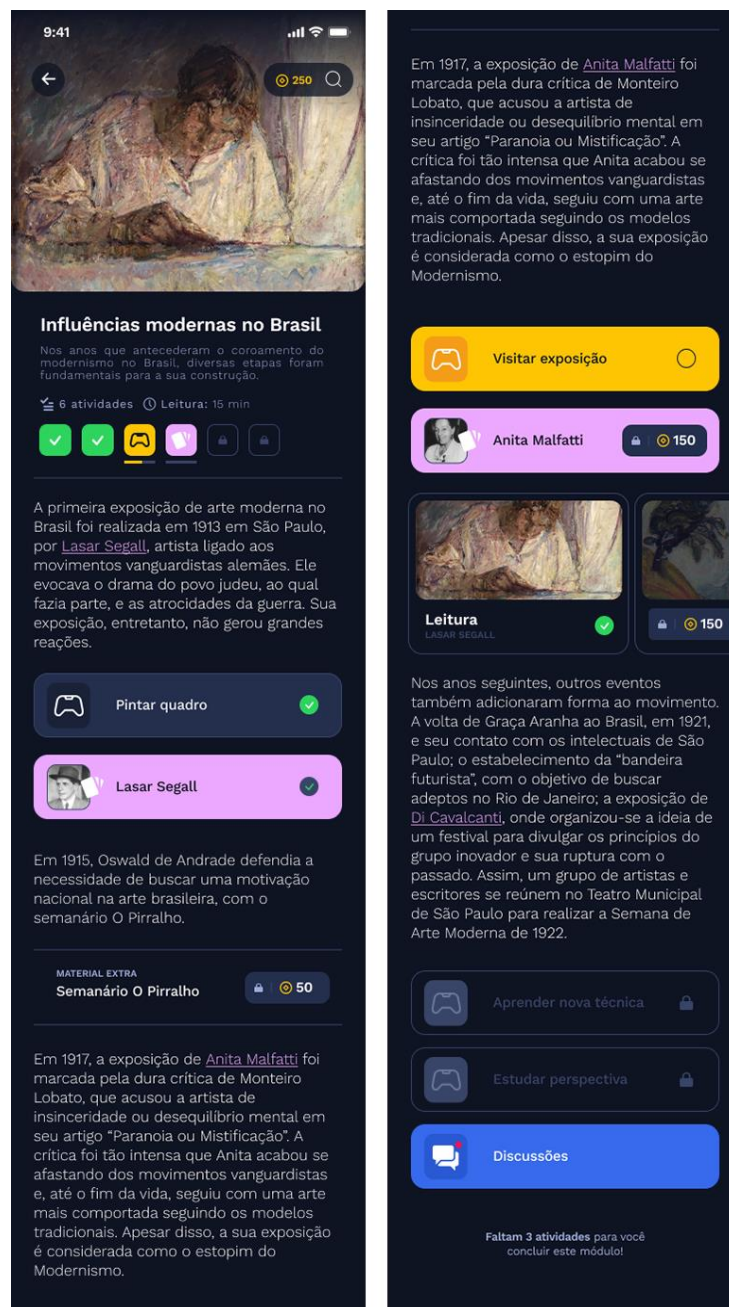 9:41
250
Influências modernas no Brasil
Nos anos que antecederam o coroamento do
modernismo no Brasil, diversas etapas foram
fundamentais para a sua construção.
6 atividades Leitura: 15 min
A primeira exposição de arte moderna no
Brasil foi realizada em 1913 em São Paulo,
por Lasar Segall, artista ligado aos
movimentos vanguardistas alemães. Ele
evocava o drama do povo judeu, ao qual
fazia parte, e as atrocidades da guerra. Sua
exposição, entretanto, não gerou grandes
reações.
Pintar quadro
Lasar Segall
Em 1915, Oswald de Andrade defendia a
necessidade de buscar uma motivação
nacional na arte brasileira, com o
semanário O Pirralho.
MATERIAL EXTRA
Semanário O Pirralho
50
Em 1917, a exposição de Anita Malfatti foi
marcada pela dura crítica de Monteiro
Lobato, que acusou a artista de
insinceridade ou desequilíbrio mental em
seu artigo “Paranoia ou Mistificação”. A
crítica foi tão intensa que Anita acabou se
afastando dos movimentos vanguardistas
e, até o fim da vida, seguiu com uma arte
mais comportada seguindo os modelos
tradicionais. Apesar disso, a sua exposição
é considerada como o estopim do
Modernismo.
Em 1917, a exposição de Anita Malfatti foi
marcada pela dura crítica de Monteiro
Lobato, que acusou a artista de
insinceridade ou desequilíbrio mental em
seu artigo “Paranoia ou Mistificação”. A
crítica foi tão intensa que Anita acabou se
afastando dos movimentos vanguardistas
e, até o fim da vida, seguiu com uma arte
mais comportada seguindo os modelos
tradicionais. Apesar disso, a sua exposição
é considerada como o estopim do
Modernismo.
Visitar exposição
Anita Malfatti
150
Leitura
LASAR SEGALL
150
Nos anos seguintes, outros eventos
também adicionaram forma ao movimento.
A volta de Graça Aranha ao Brasil, em 1921,
e seu contato com os intelectuais de São
Paulo; o estabelecimento da “bandeira
futurista”, com o objetivo de buscar
adeptos no Rio de Janeiro; a exposição de
Di Cavalcanti, onde organizou-se a ideia de
um festival para divulgar os princípios do
grupo inovador e sua ruptura com o
passado. Assim, um grupo de artistas e
escritores se reúnem no Teatro Municipal
de São Paulo para realizar a Semana de
Arte Moderna de 1922.
Aprender nova técnica
Estudar perspectiva
Discussões
Faltam 3 atividades para você
concluir este módulo!